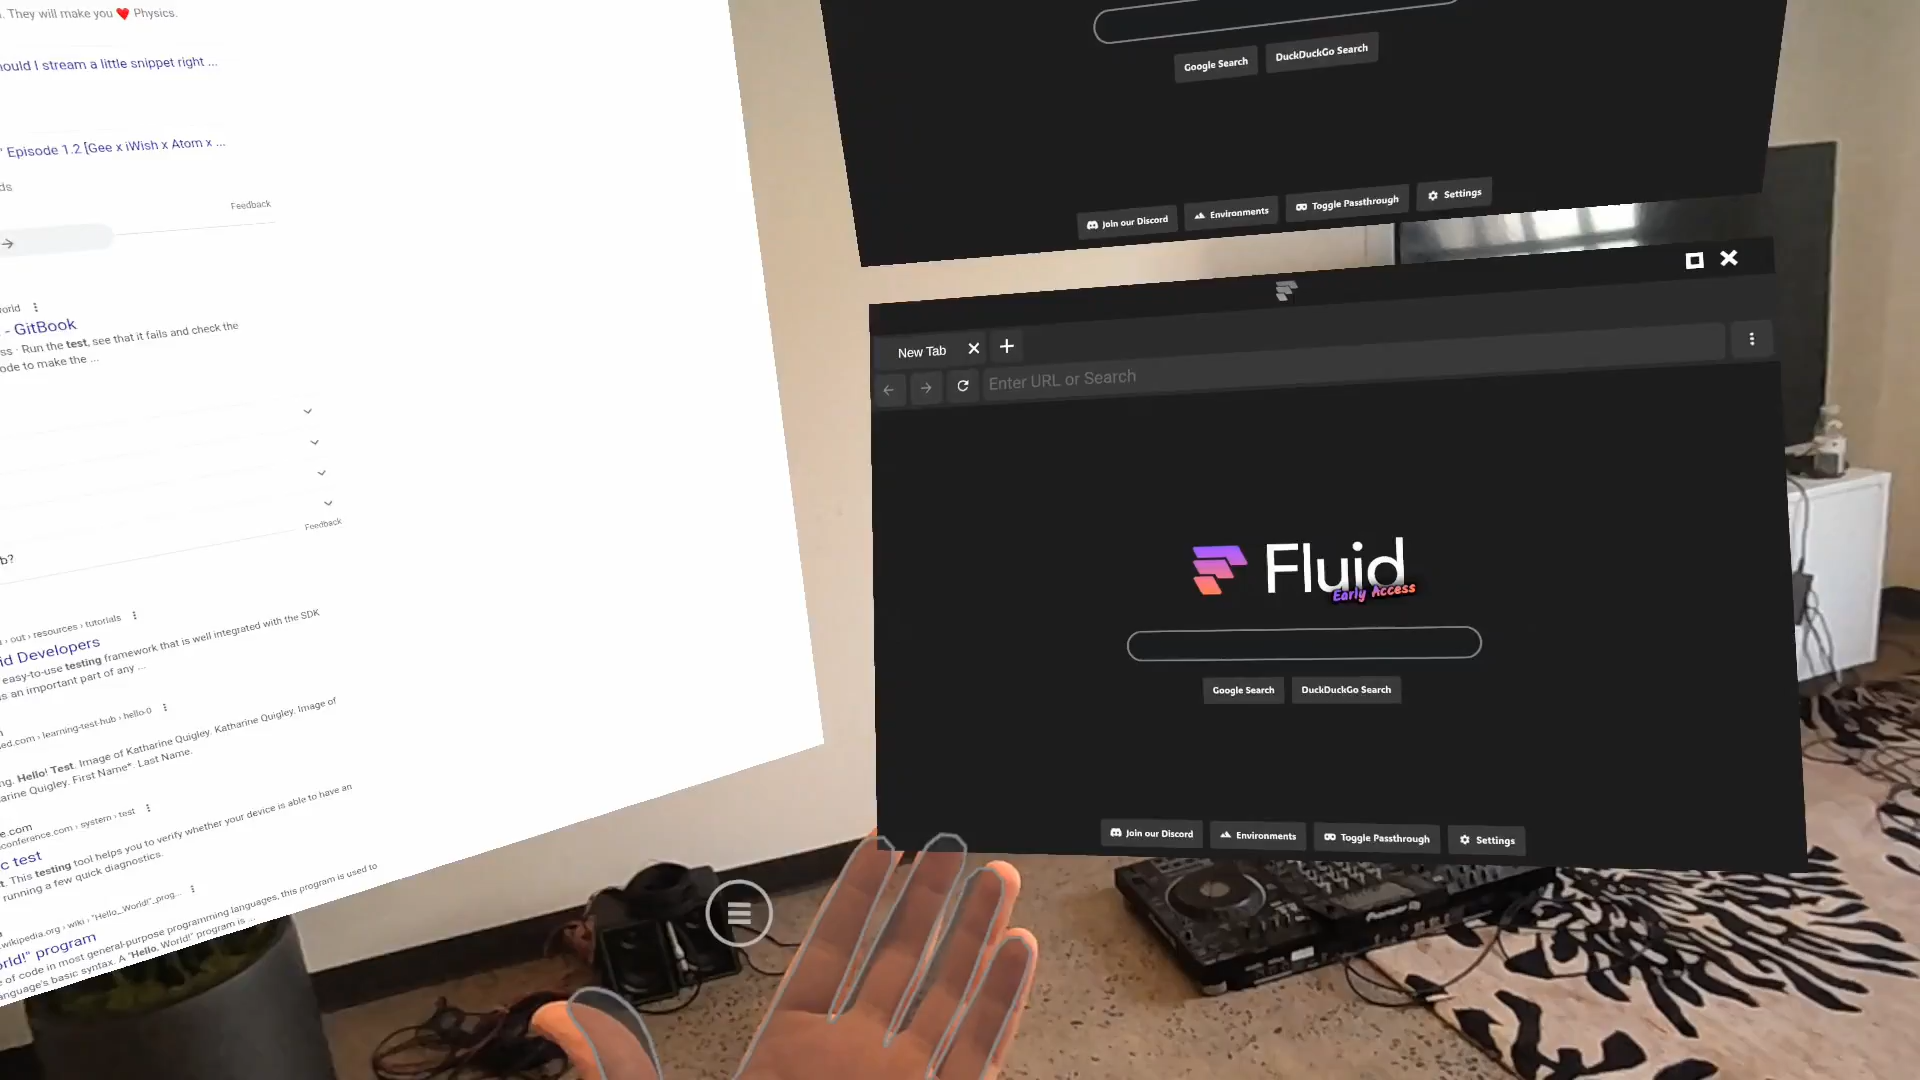 . They will make you ❤ Physics.
ould I stream a little snippet right ...
" Episode 1.2 [Gee x iWish x Atom x ...
ds
Feedback
→
orld
- GitBook
ss · Run the test, see that it fails and check the
ode to make the ...
Feedback
b?
› out › resources › tutorials
id Developers
easy-to-use testing framework that is well integrated with the SDK
s an important part of any ...
ed.com › learning-test-hub › hello-0
ng. Hello! Test. Image of Katharine Quigley. Katharine Quigley. Image of
arine Quigley. First Name*. Last Name.
e.com
conference.com › system › test
c test
t. This testing tool helps you to verify whether your device is able to have an
running a few quick diagnostics.
wikipedia.org › wiki › "Hello,_World!"_prog...
orld!" program
e of code in most general-purpose programming languages, this program is used to
anguage's basic syntax. A "Hello, World!" program is ...
Google Search
DuckDuckGo Search
Join our Discord
Environments
Toggle Passthrough
Settings
New Tab
Enter URL or Search
Fluid
Early Access
Google Search
DuckDuckGo Search
Join our Discord
Environments
Toggle Passthrough
Settings